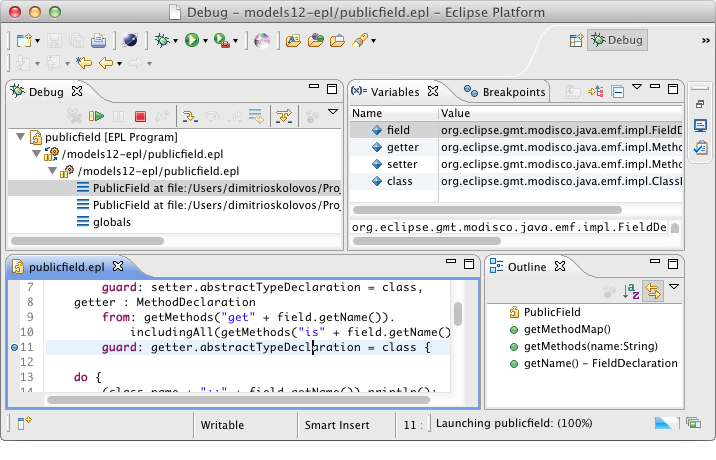 Debug – models12-epl/publicfield.epl – Eclipse Platform
Debug
»
Debug
publicfield [EPL Program]
/models12-epl/publicfield.epl
/models12-epl/publicfield.epl
PublicField at file:/Users/dimitrioskolovos/Pro
PublicField at file:/Users/dimitrioskolovos/Pro
globals
(x)= Variables
Breakpoints
Name Value
field org.eclipse.gmt.modisco.java.emf.impl.FieldD
getter org.eclipse.gmt.modisco.java.emf.impl.Metho
setter org.eclipse.gmt.modisco.java.emf.impl.Metho
class org.eclipse.gmt.modisco.java.emf.impl.ClassD
org.eclipse.gmt.modisco.java.emf.impl.FieldDe
publicfield.epl
7 guard: setter.abstractTypeDeclaration = class,
8 getter : MethodDeclaration
9 from: getMethods("get" + field.getName()).
10 includingAll(getMethods("is" + field.getName()
11 guard: getter.abstractTypeDeclaration = class {
12
13 do {
14 (class.name + "::" + field.getName()).println();
Outline
PublicField
getMethodMap()
getMethods(name:String)
getName() – FieldDeclaration
Writable
Smart Insert
11 :
Launching publicfield: (100%)